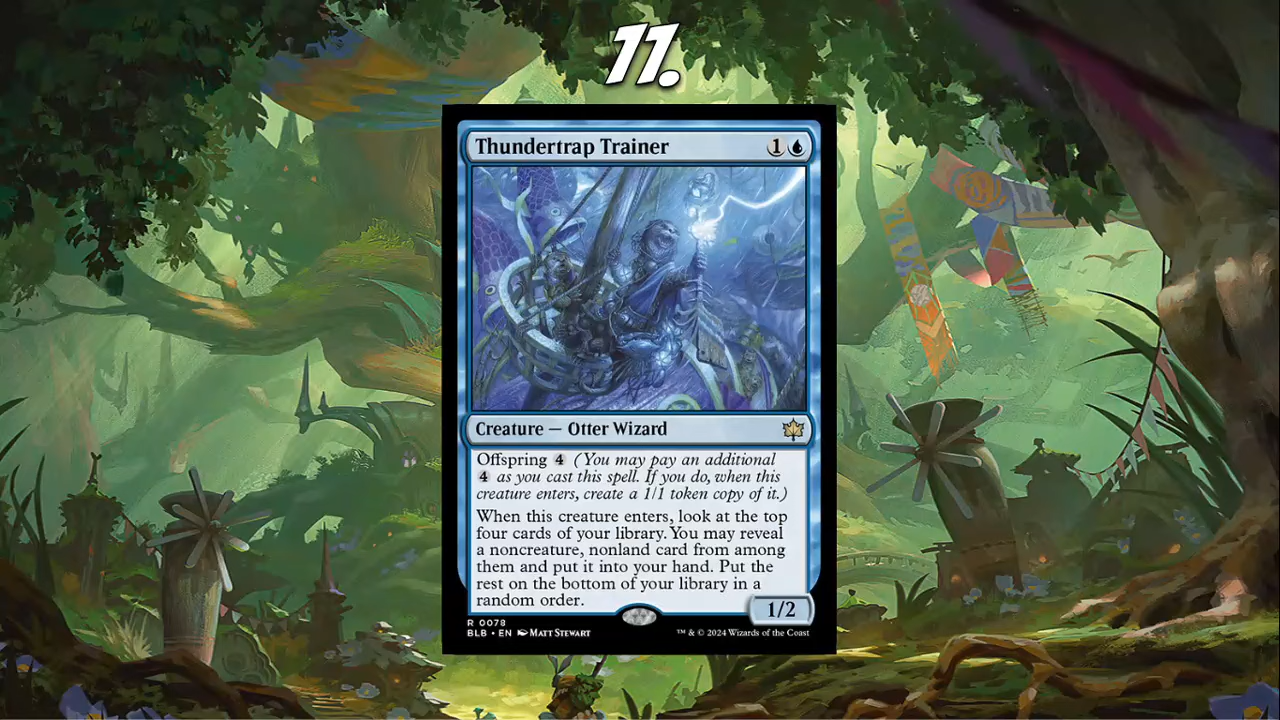 11.
Thundertrap Trainer 1
Creature — Otter Wizard
Offspring 4 (You may pay an additional
4 as you cast this spell. If you do, when this
creature enters, create a 1/1 token copy of it.)
When this creature enters, look at the top
four cards of your library. You may reveal
a noncreature, nonland card from among
them and put it into your hand. Put the
rest on the bottom of your library in a
random order.
1/2
R 0078
BLB • EN Matt Stewart
™ & © 2024 Wizards of the Coast